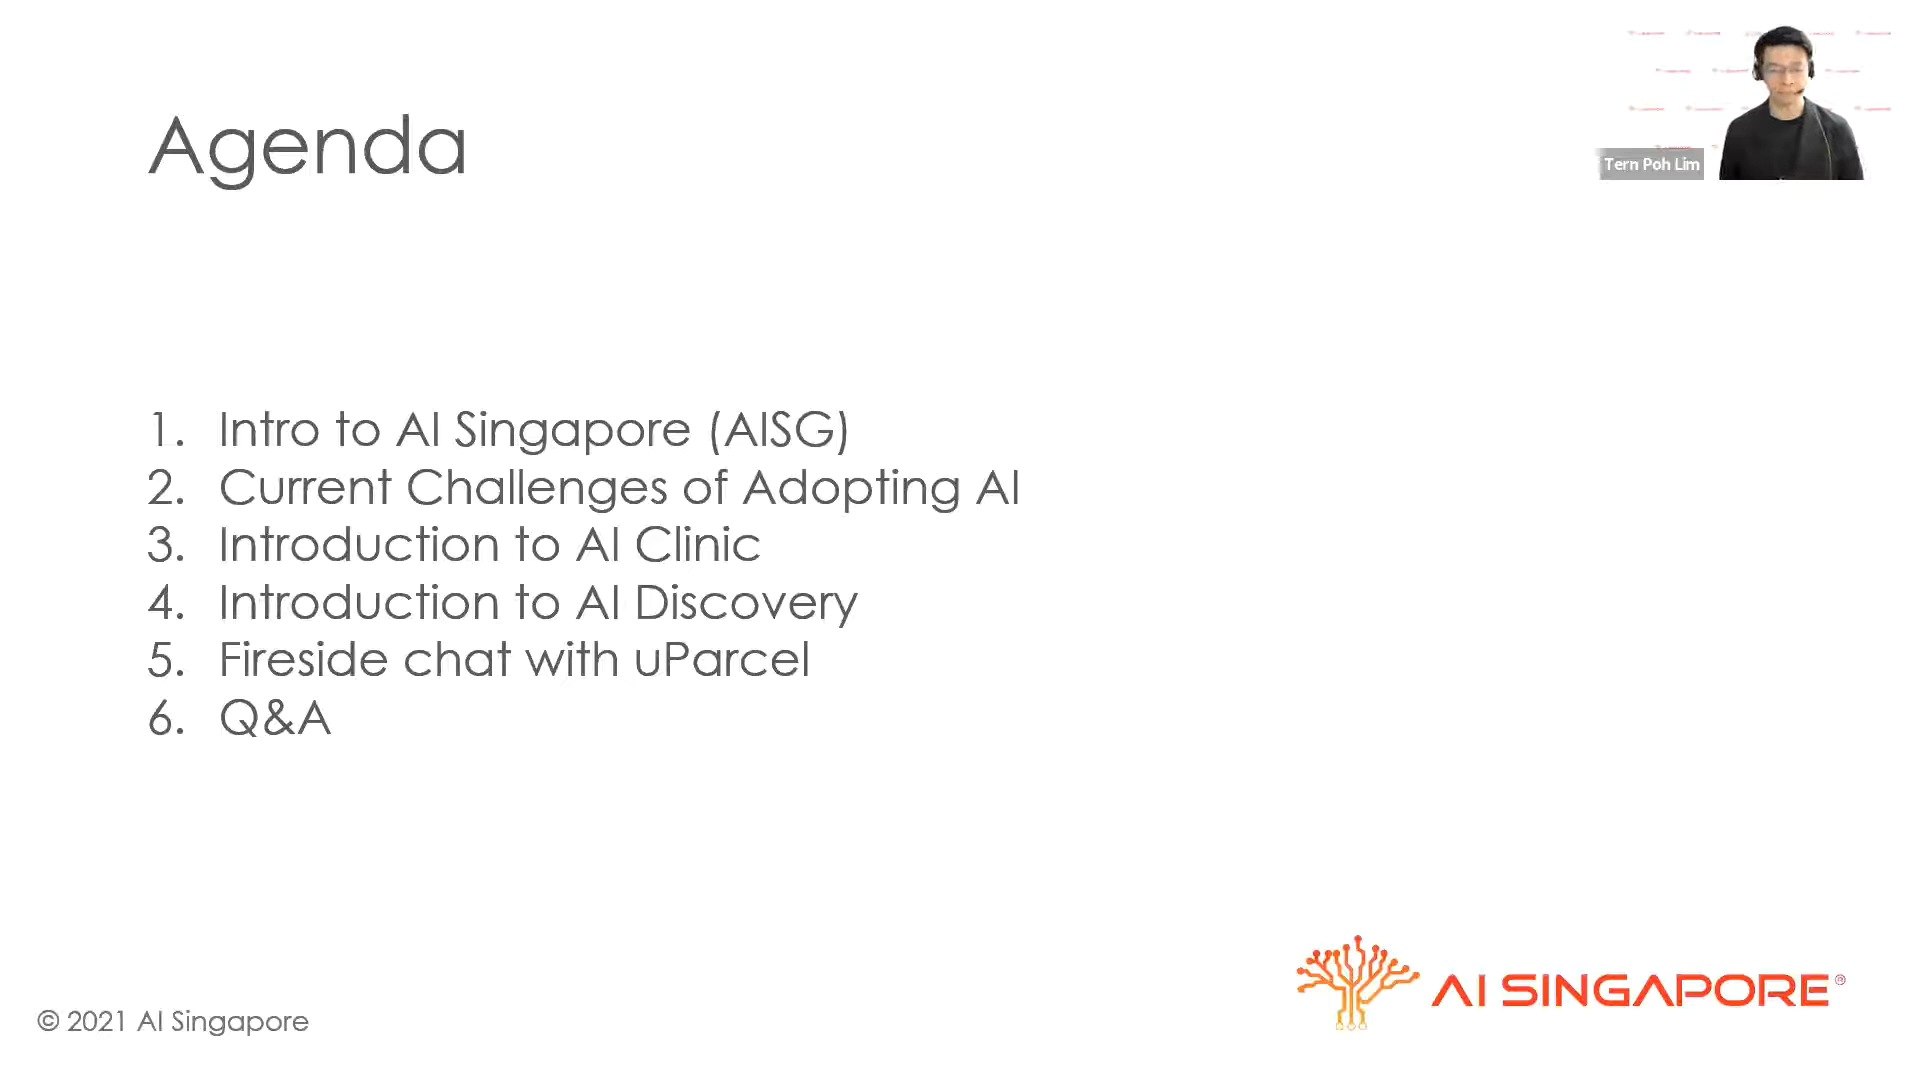 Agenda
Tern Poh Lim
1. Intro to AI Singapore (AISG)
2. Current Challenges of Adopting AI
3. Introduction to AI Clinic
4. Introduction to AI Discovery
5. Fireside chat with uParcel
6. Q&A
AI SINGAPORE®
© 2021 AI Singapore